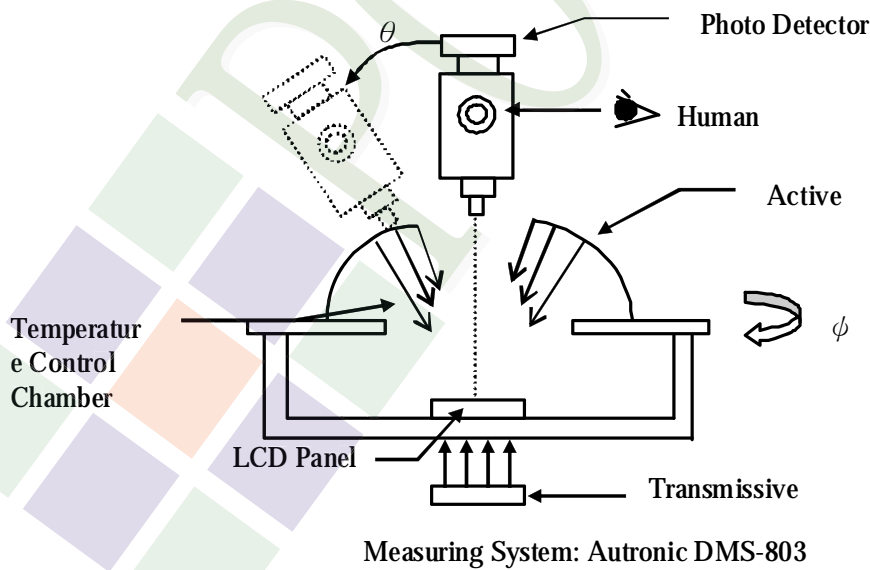 θ
Photo Detector
Human
Active
Temperatur
e Control
Chamber
ϕ
LCD Panel
Transmissive
Measuring System: Autronic DMS-803